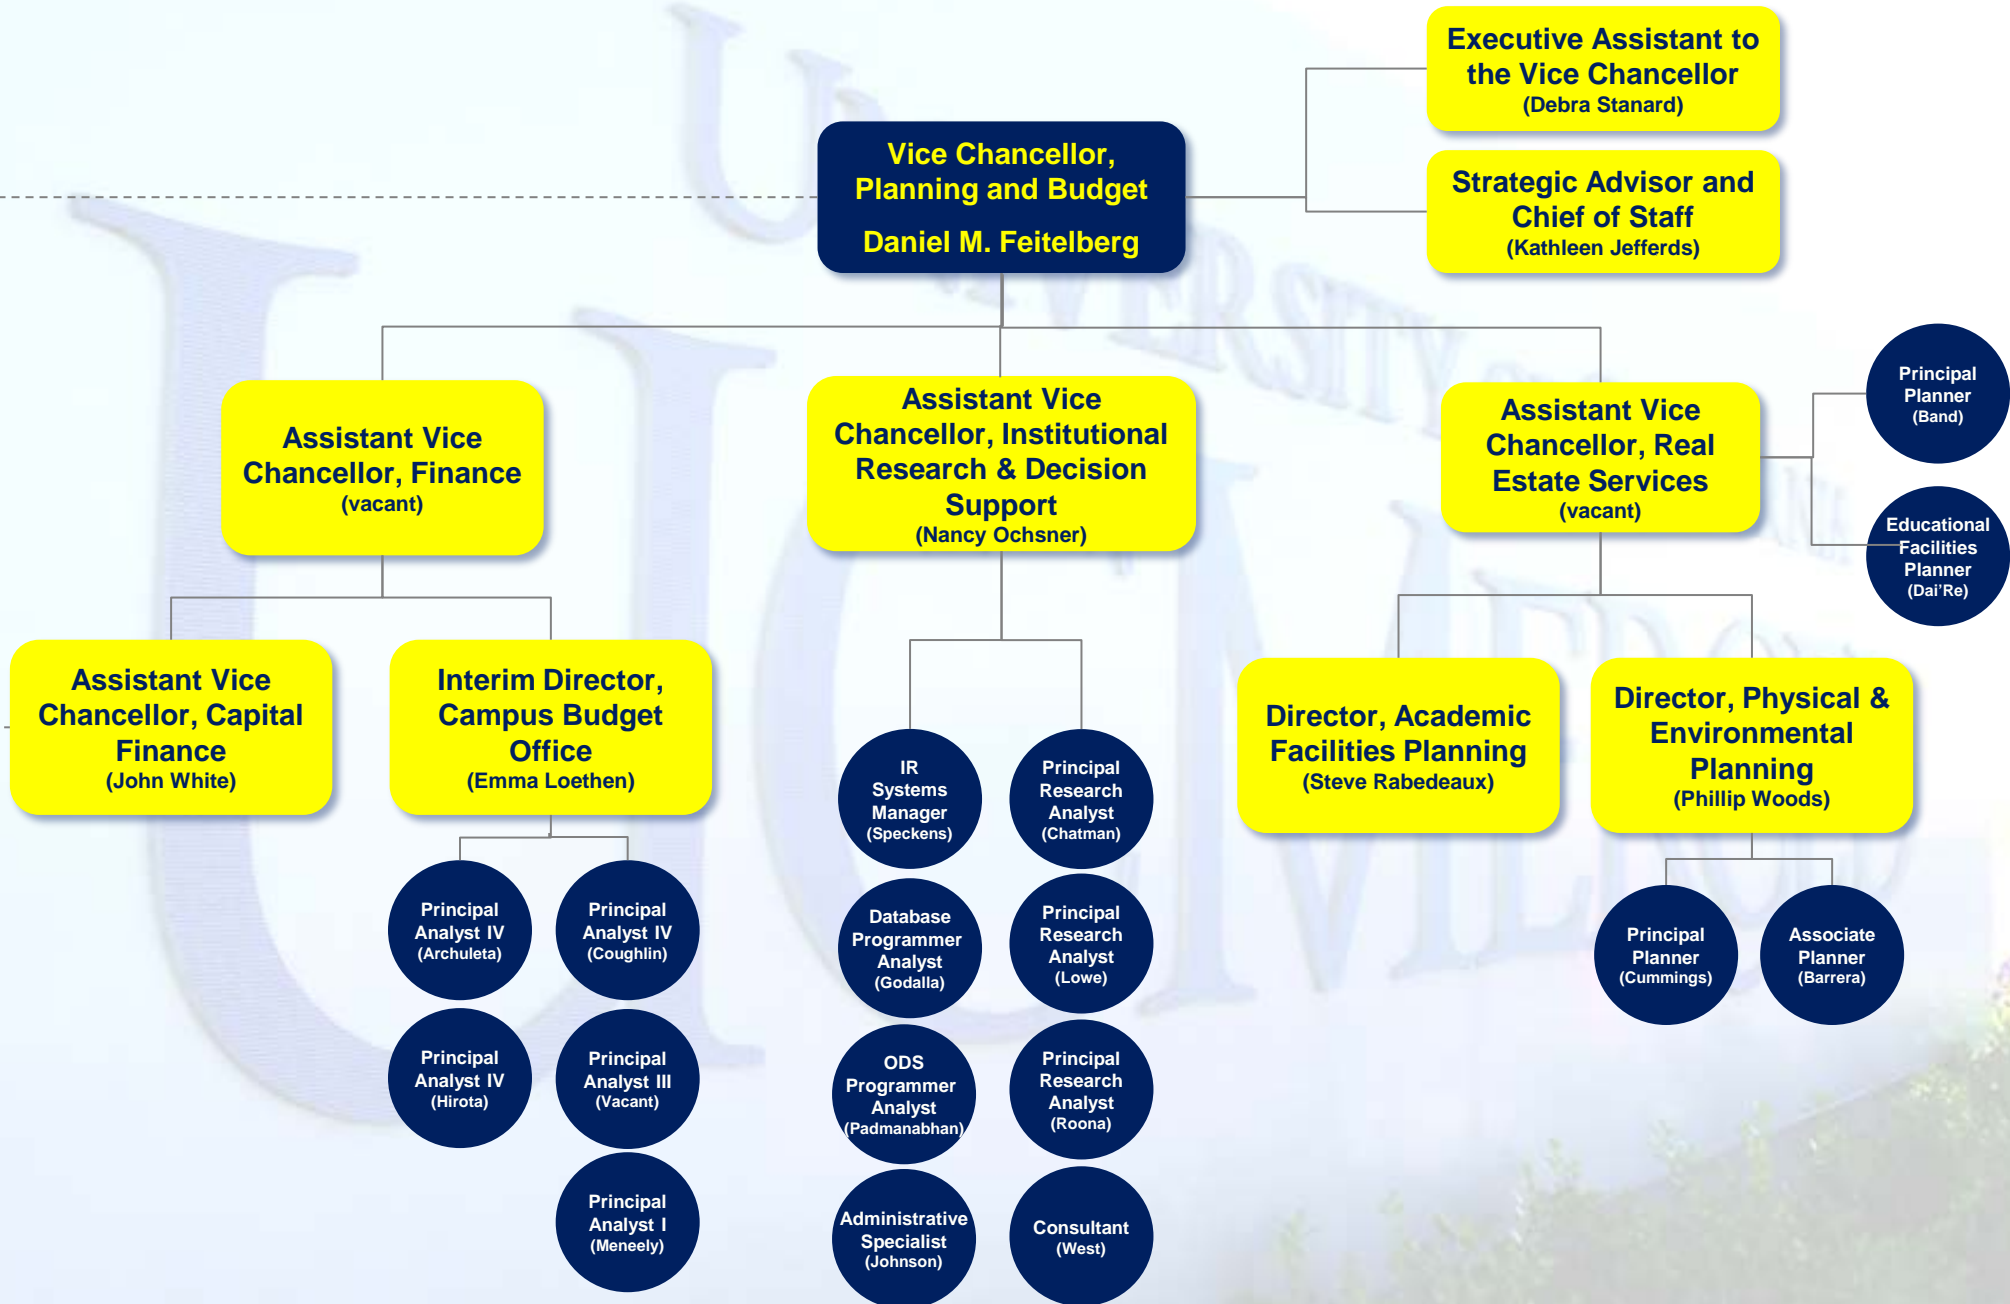 Executive Assistant to
the Vice Chancellor
(Debra Stanard)
Vice Chancellor,
Planning and Budget
Daniel M. Feitelberg
Strategic Advisor and
Chief of Staff
(Kathleen Jefferds)
Assistant Vice
Chancellor, Finance
(vacant)
Assistant Vice
Chancellor, Institutional
Research & Decision
Support
(Nancy Ochsner)
Assistant Vice
Chancellor, Real
Estate Services
(vacant)
Principal
Planner
(Band)
Educational
Facilities
Planner
(Dai'Re)
Assistant Vice
Chancellor, Capital
Finance
(John White)
Interim Director,
Campus Budget
Office
(Emma Loethen)
Director, Academic
Facilities Planning
(Steve Rabedeaux)
Director, Physical &
Environmental
Planning
(Phillip Woods)
Principal
Analyst IV
(Archuleta)
Principal
Analyst IV
(Coughlin)
Principal
Analyst IV
(Hirota)
Principal
Analyst III
(Vacant)
Principal
Analyst I
(Meneely)
IR
Systems
Manager
(Speckens)
Principal
Research
Analyst
(Chatman)
Database
Programmer
Analyst
(Godalla)
Principal
Research
Analyst
(Lowe)
ODS
Programmer
Analyst
(Padmanabhan)
Principal
Research
Analyst
(Roona)
Administrative
Specialist
(Johnson)
Consultant
(West)
Principal
Planner
(Cummings)
Associate
Planner
(Barrera)
UC MERCED